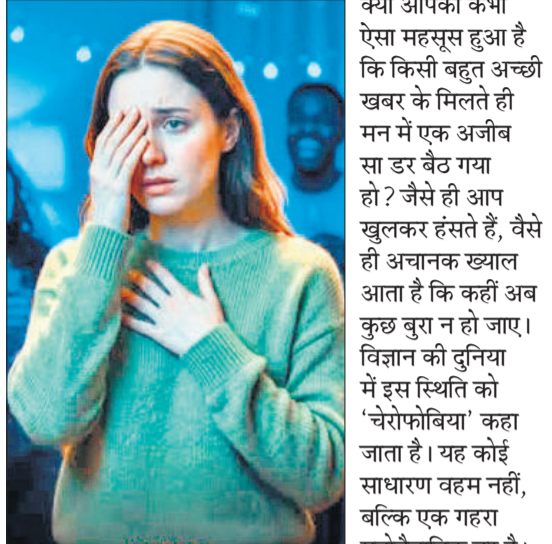 क्या आपको कभी
ऐसा महसूस हुआ है
कि किसी बहुत अच्छी
खबर के मिलते ही
मन में एक अजीब
सा डर बैठ गया
हो? जैसे ही आप
खुलकर हंसते हैं, वैसे
ही अचानक ख्याल
आता है कि कहीं अब
कुछ बुरा न हो जाए।
विज्ञान की दुनिया
में इस स्थिति को
‘चेरोफोबिया’ कहा
जाता है। यह कोई
साधारण वहम नहीं,
बल्कि एक गहरा